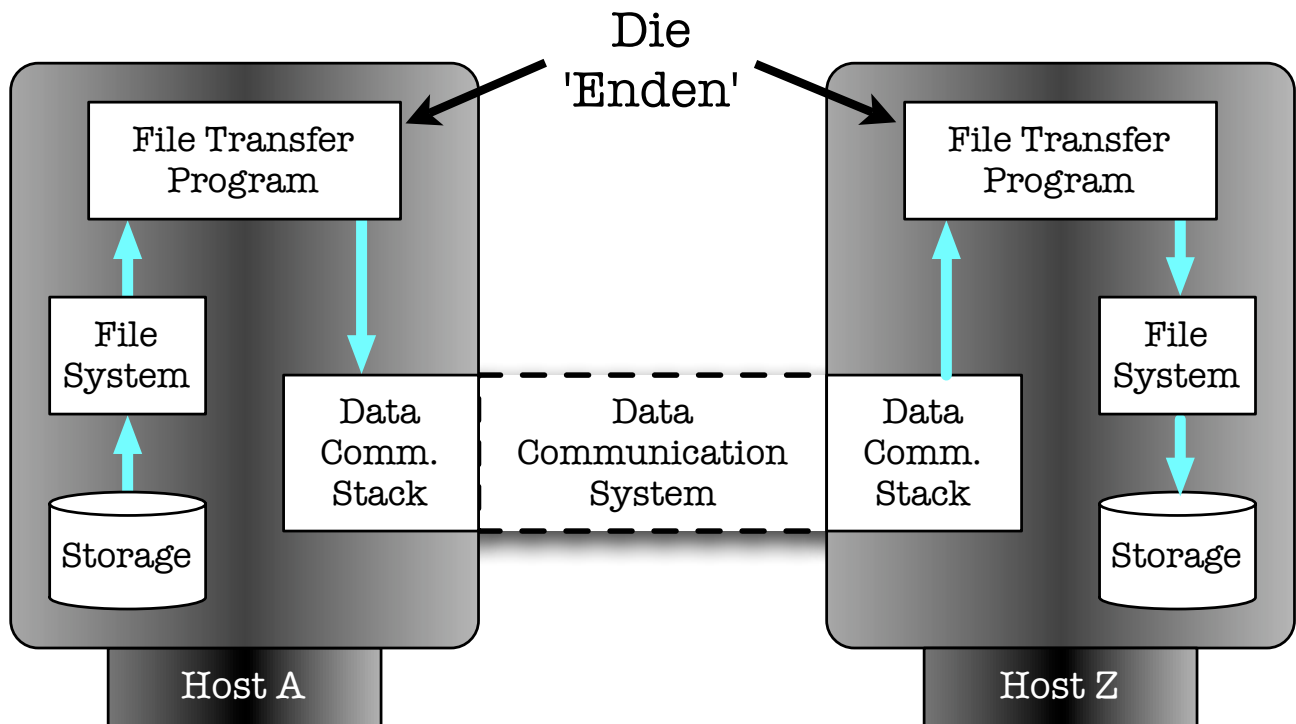 Die
'Enden'
File Transfer
Program
File
System
Storage
Data
Comm.
Stack
Host A
Data
Communication
System
File Transfer
Program
Data
Comm.
Stack
File
System
Storage
Host Z